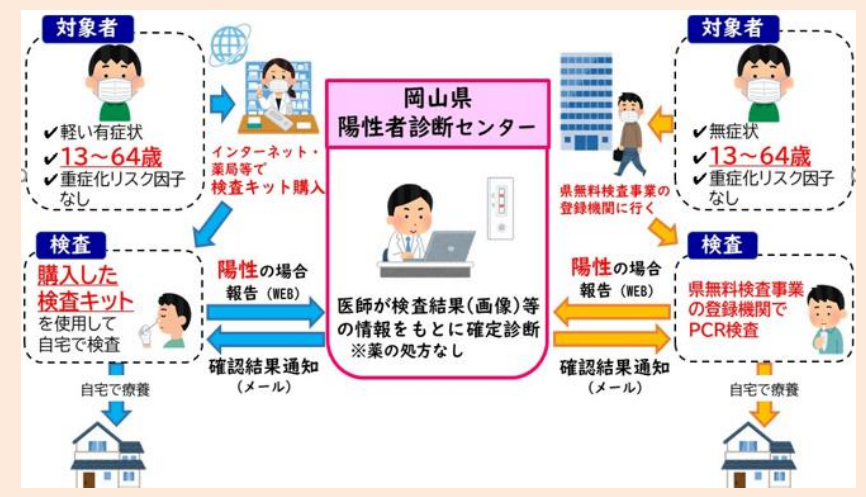 対象者
✔軽い有症状
✔13～64歳
✔重症化リスク因子
なし
インターネット・
薬局等で
検査キット購入
検査
購入した
検査キット
を使用して
自宅で検査
陽性の場合
報告（WEB）
確認結果通知
（メール）
自宅で療養
岡山県
陽性者診断センター
医師が検査結果（画像）等
の情報をもとに確定診断
※薬の処方なし
対象者
✔無症状
✔13～64歳
✔重症化リスク因子
なし
県無料検査事業の
登録機関に行く
検査
県無料検査事業
の登録機関で
PCR検査
陽性の場合
報告（WEB）
確認結果通知
（メール）
自宅で療養